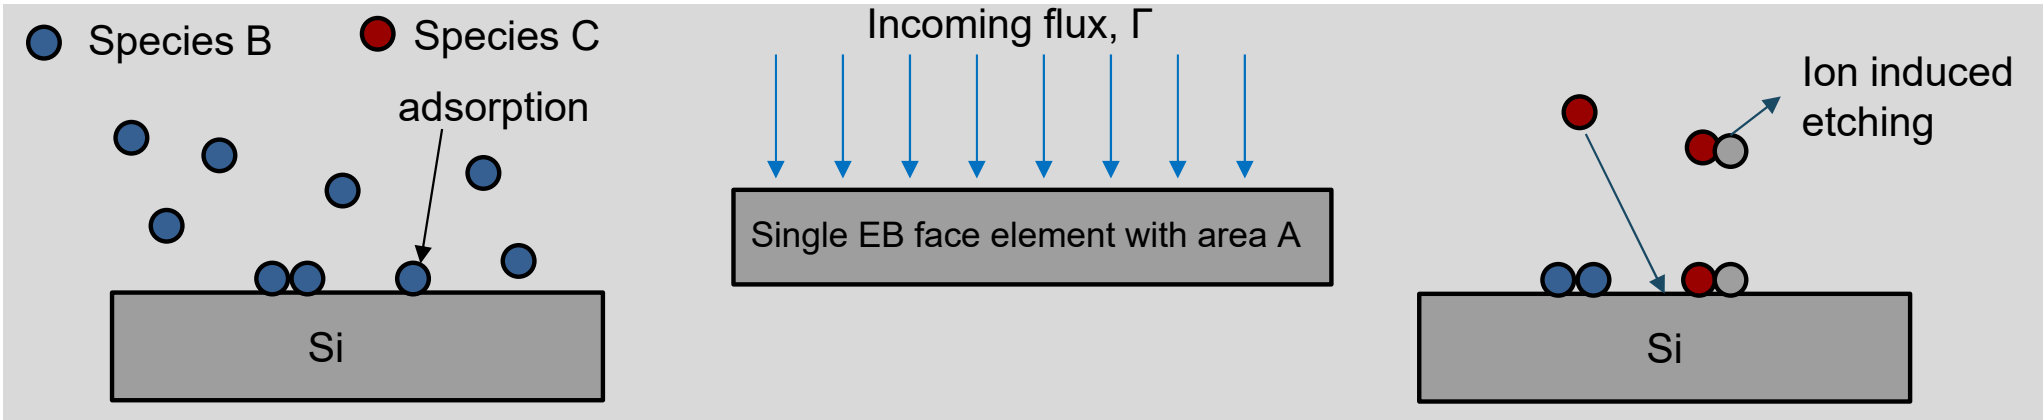 Species B
Species C
adsorption
Si
Incoming flux, Γ
Single EB face element with area A
Ion induced
etching
Si